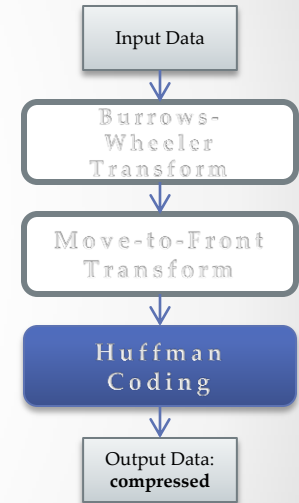 Input Data
Burrows-
Wheeler
Transform
Move-to-Front
Transform
Huffman
Coding
Output Data:
compressed